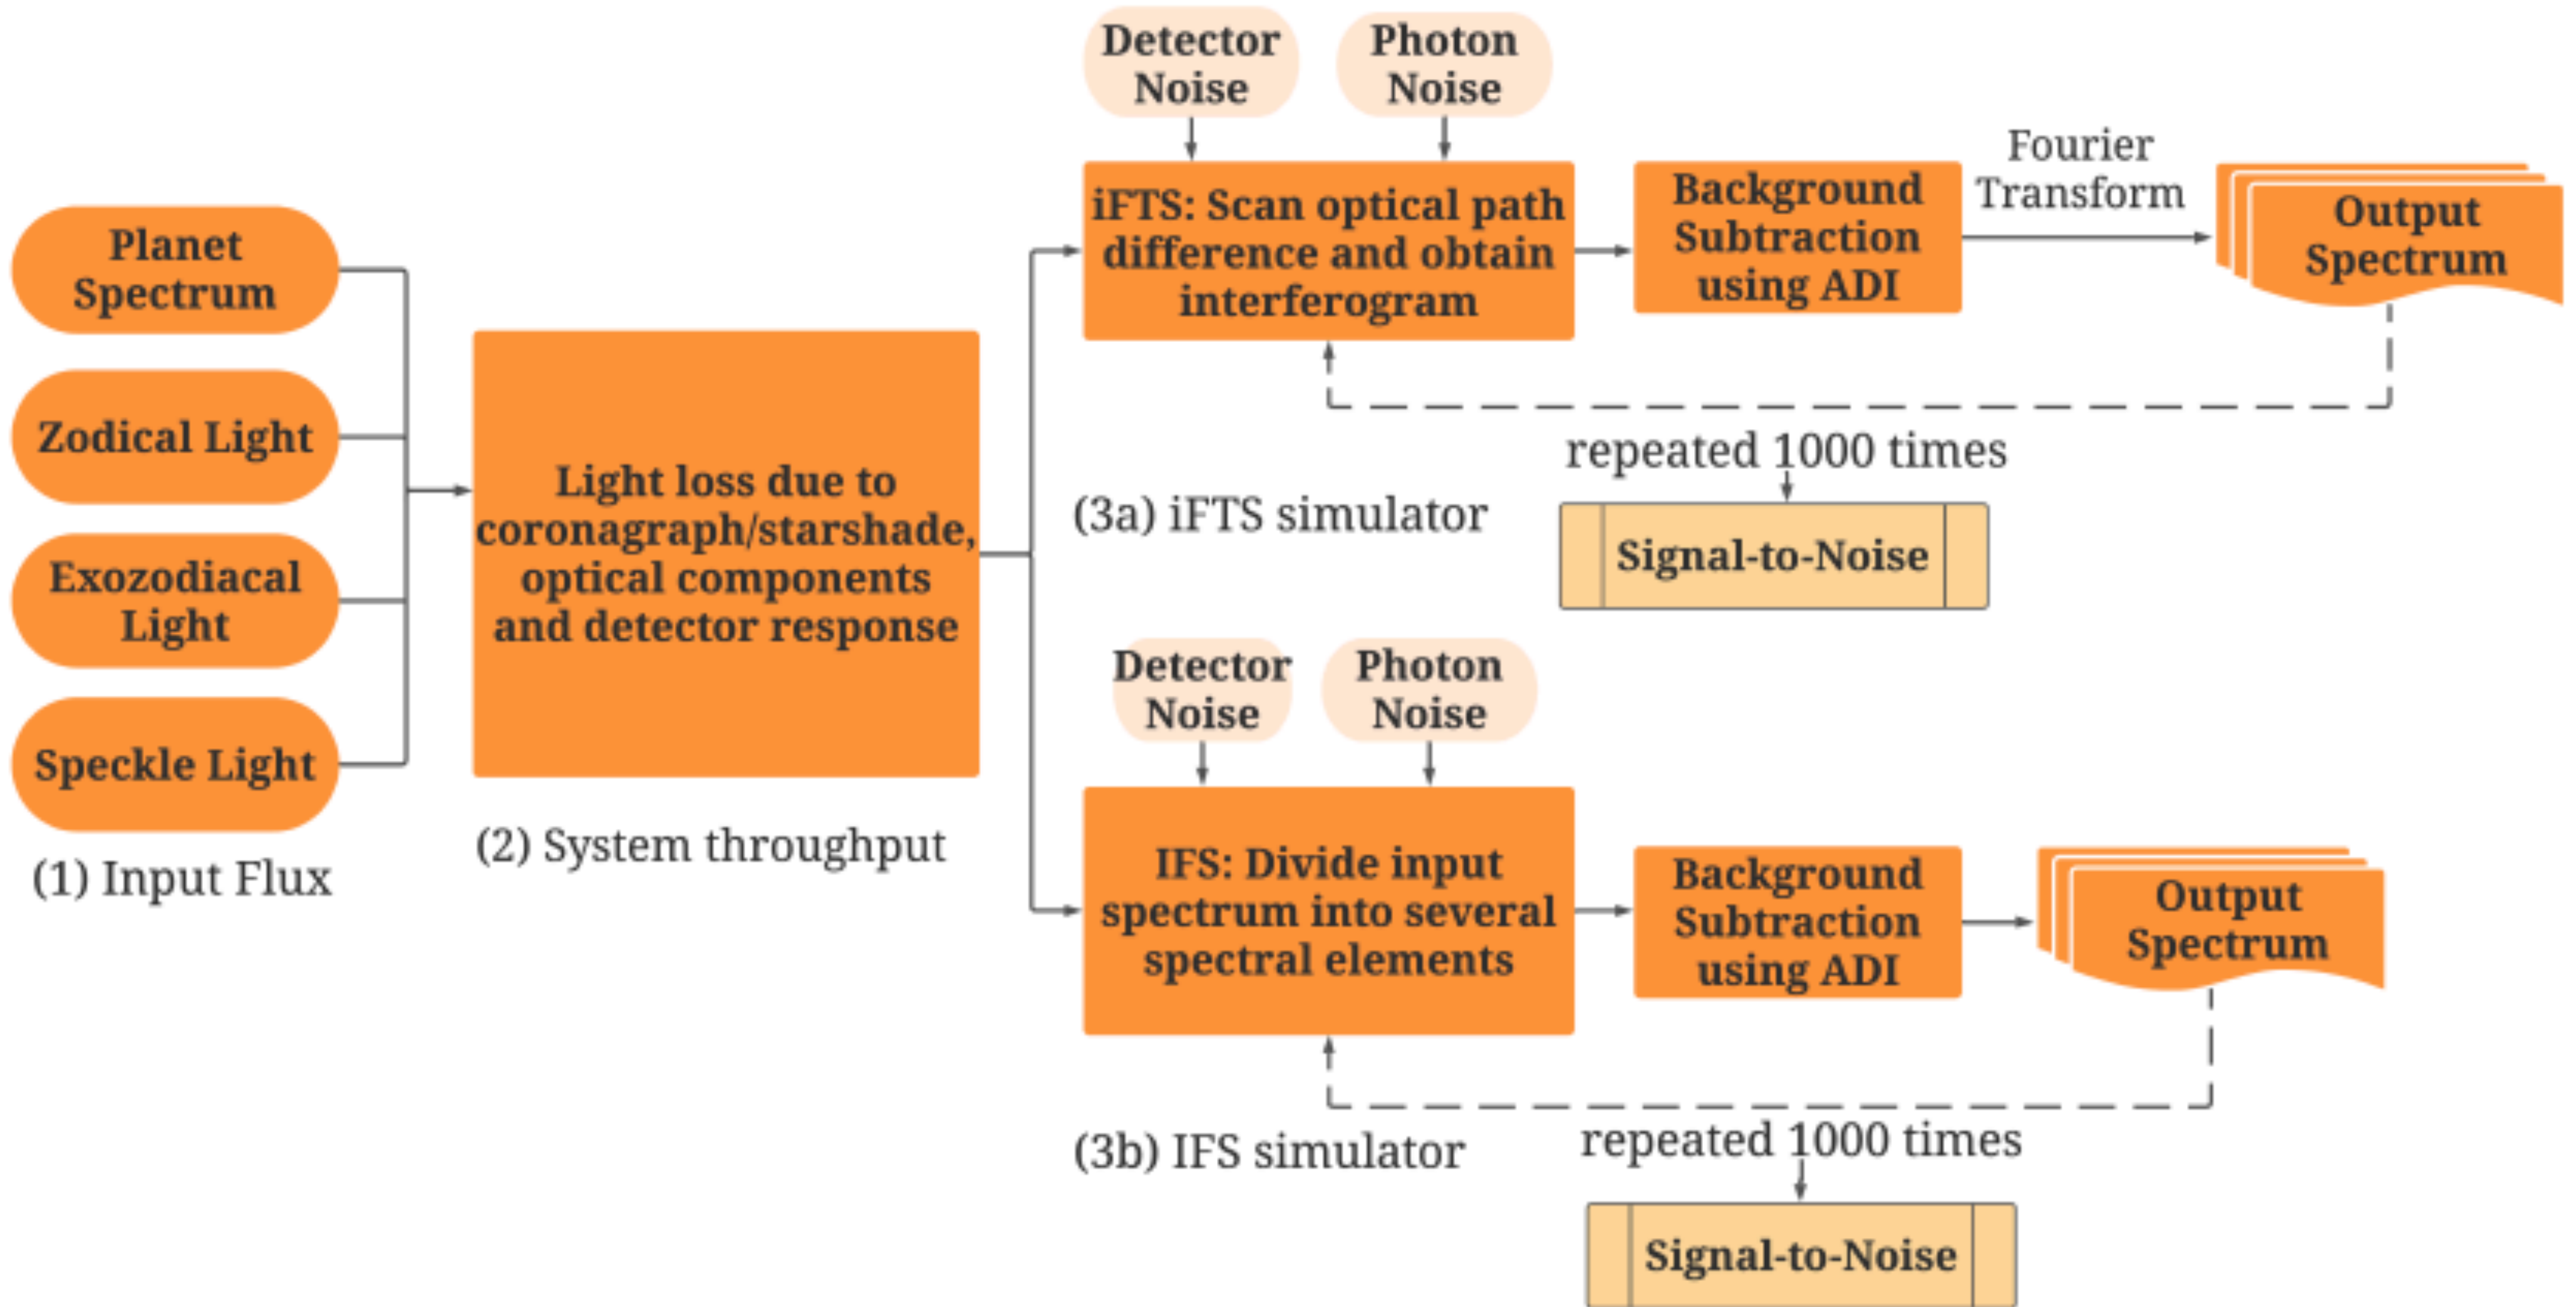 Planet
Spectrum
Zodical Light
Exozodiacal
Light
Speckle Light
(1) Input Flux
Light loss due to
coronagraph/starshade,
optical components
and detector response
(2) System throughput
Detector
Noise
Photon
Noise
iFTS: Scan optical path
difference and obtain
interferogram
Background
Subtraction
using ADI
Fourier
Transform
Output
Spectrum
repeated 1000 times
(3a) iFTS simulator
Signal-to-Noise
Detector
Noise
Photon
Noise
IFS: Divide input
spectrum into several
spectral elements
Background
Subtraction
using ADI
Output
Spectrum
(3b) IFS simulator
repeated 1000 times
Signal-to-Noise